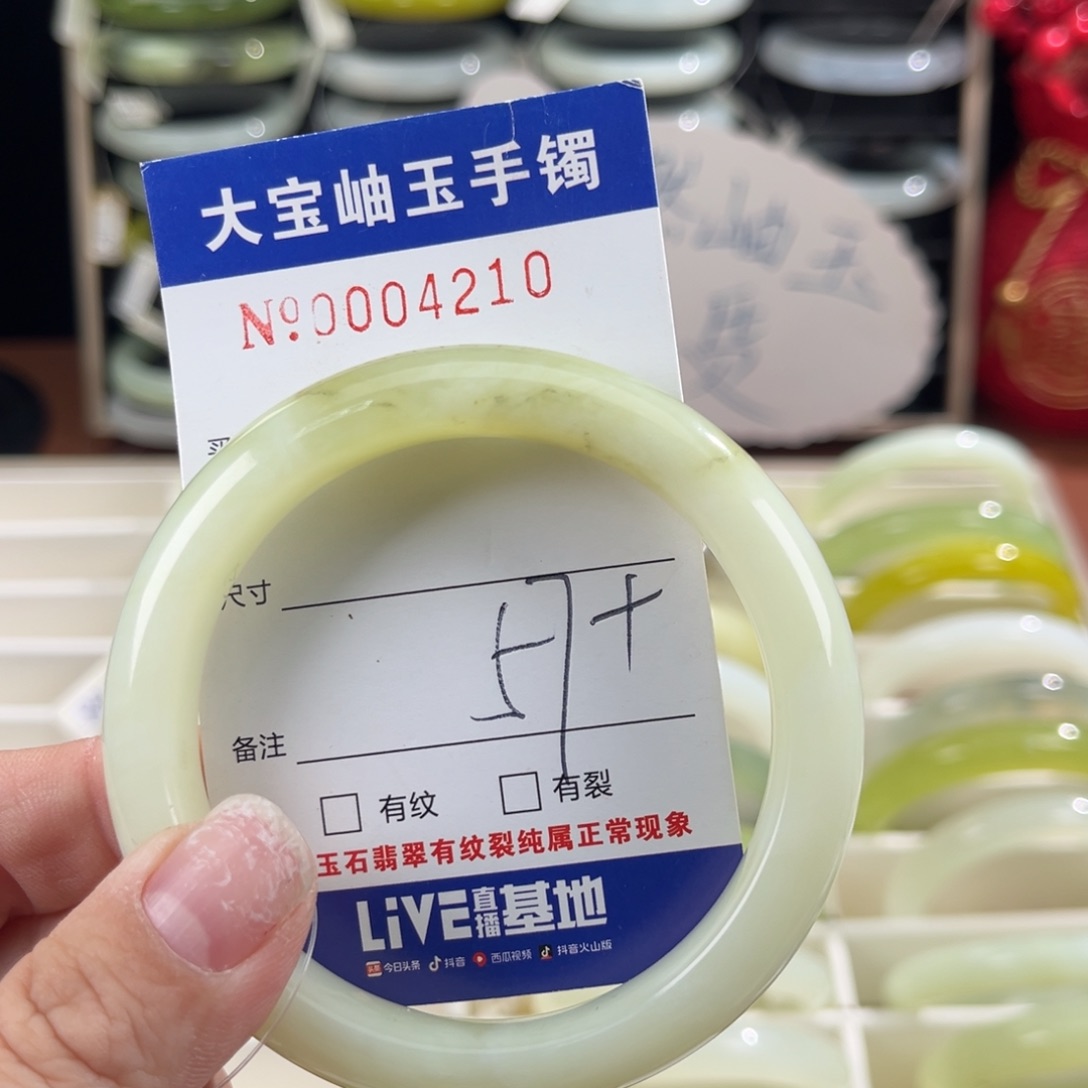 大宝岫玉手镯
№0004210
尺寸
57+
备注
有纹 有裂
玉石翡翠有纹裂纯属正常现象
LiVE直播基地
今日头条 抖音 西瓜视频 抖音火山版
岫玉